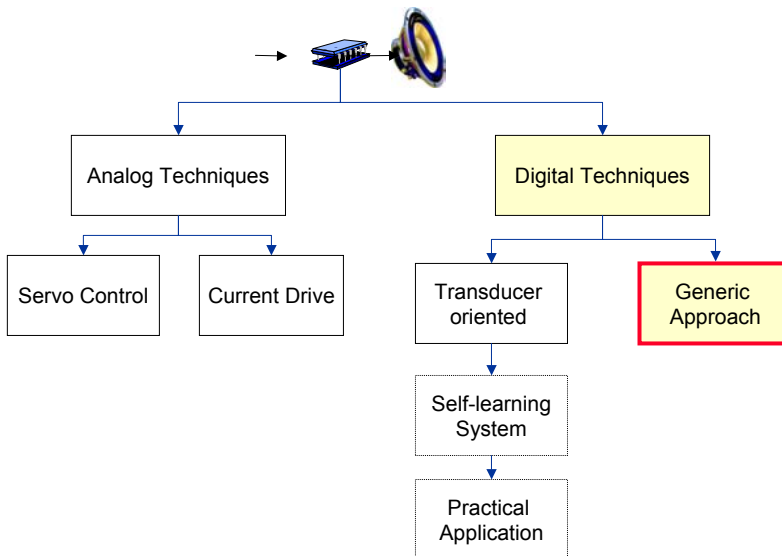 Analog Techniques
Digital Techniques
Servo Control
Current Drive
Transducer
oriented
Generic
Approach
Self-learning
System
Practical
Application